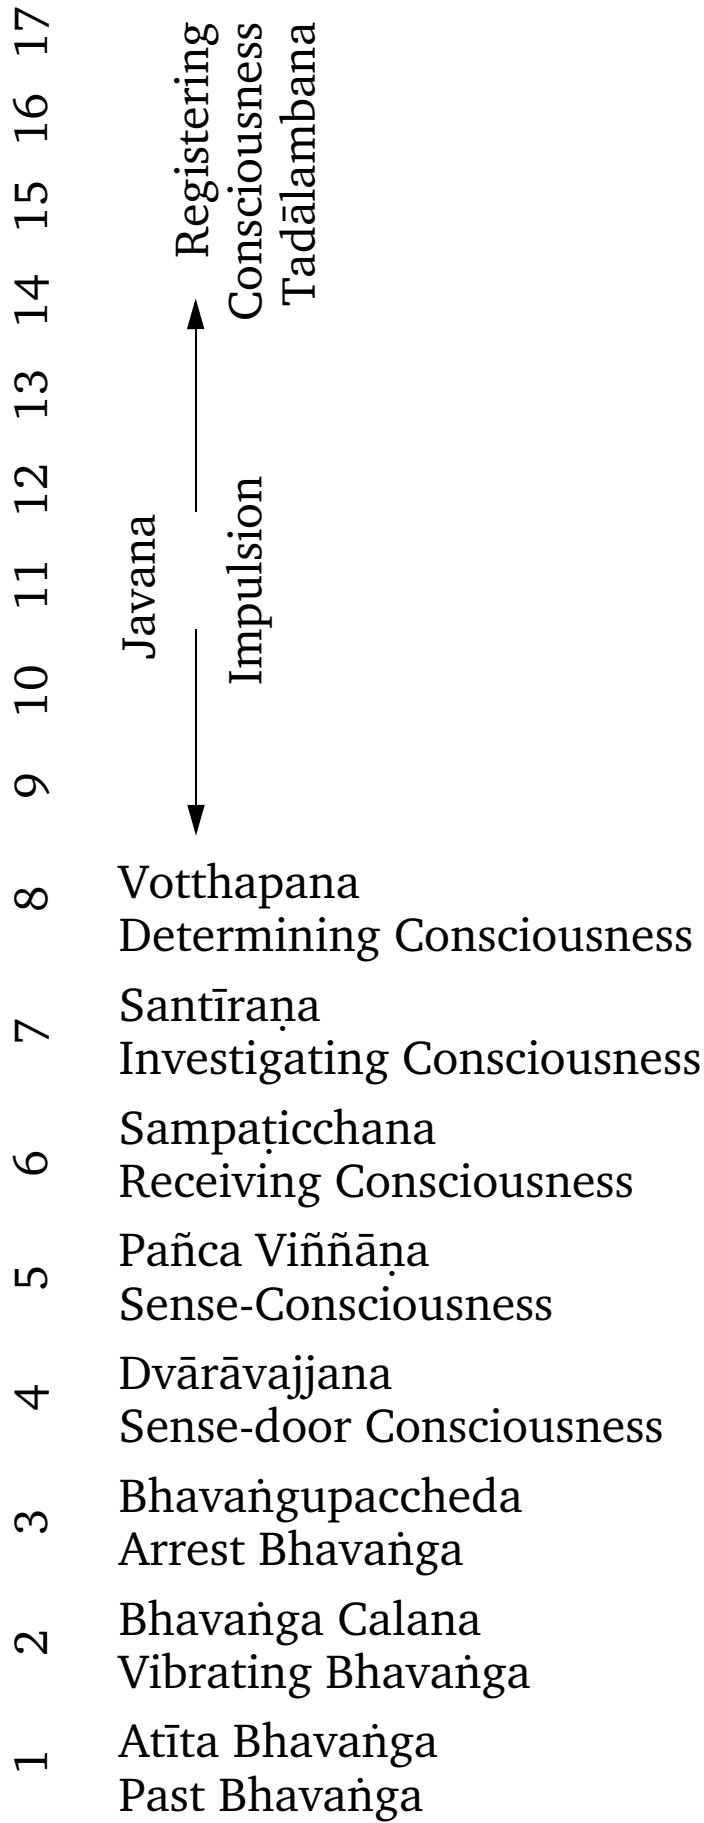 17
Registering
Consciousness
Tadālambana
16
15
14
13
12
Javana
Impulsion
11
10
9
8
Votthapana
Determining Consciousness
7
Santīraṇa
Investigating Consciousness
6
Sampaṭicchana
Receiving Consciousness
5
Pañca Viññāṇa
Sense-Consciousness
4
Dvārāvajjana
Sense-door Consciousness
3
Bhavaṅgupaccheda
Arrest Bhavaṅga
2
Bhavaṅga Calana
Vibrating Bhavaṅga
1
Atīta Bhavaṅga
Past Bhavaṅga